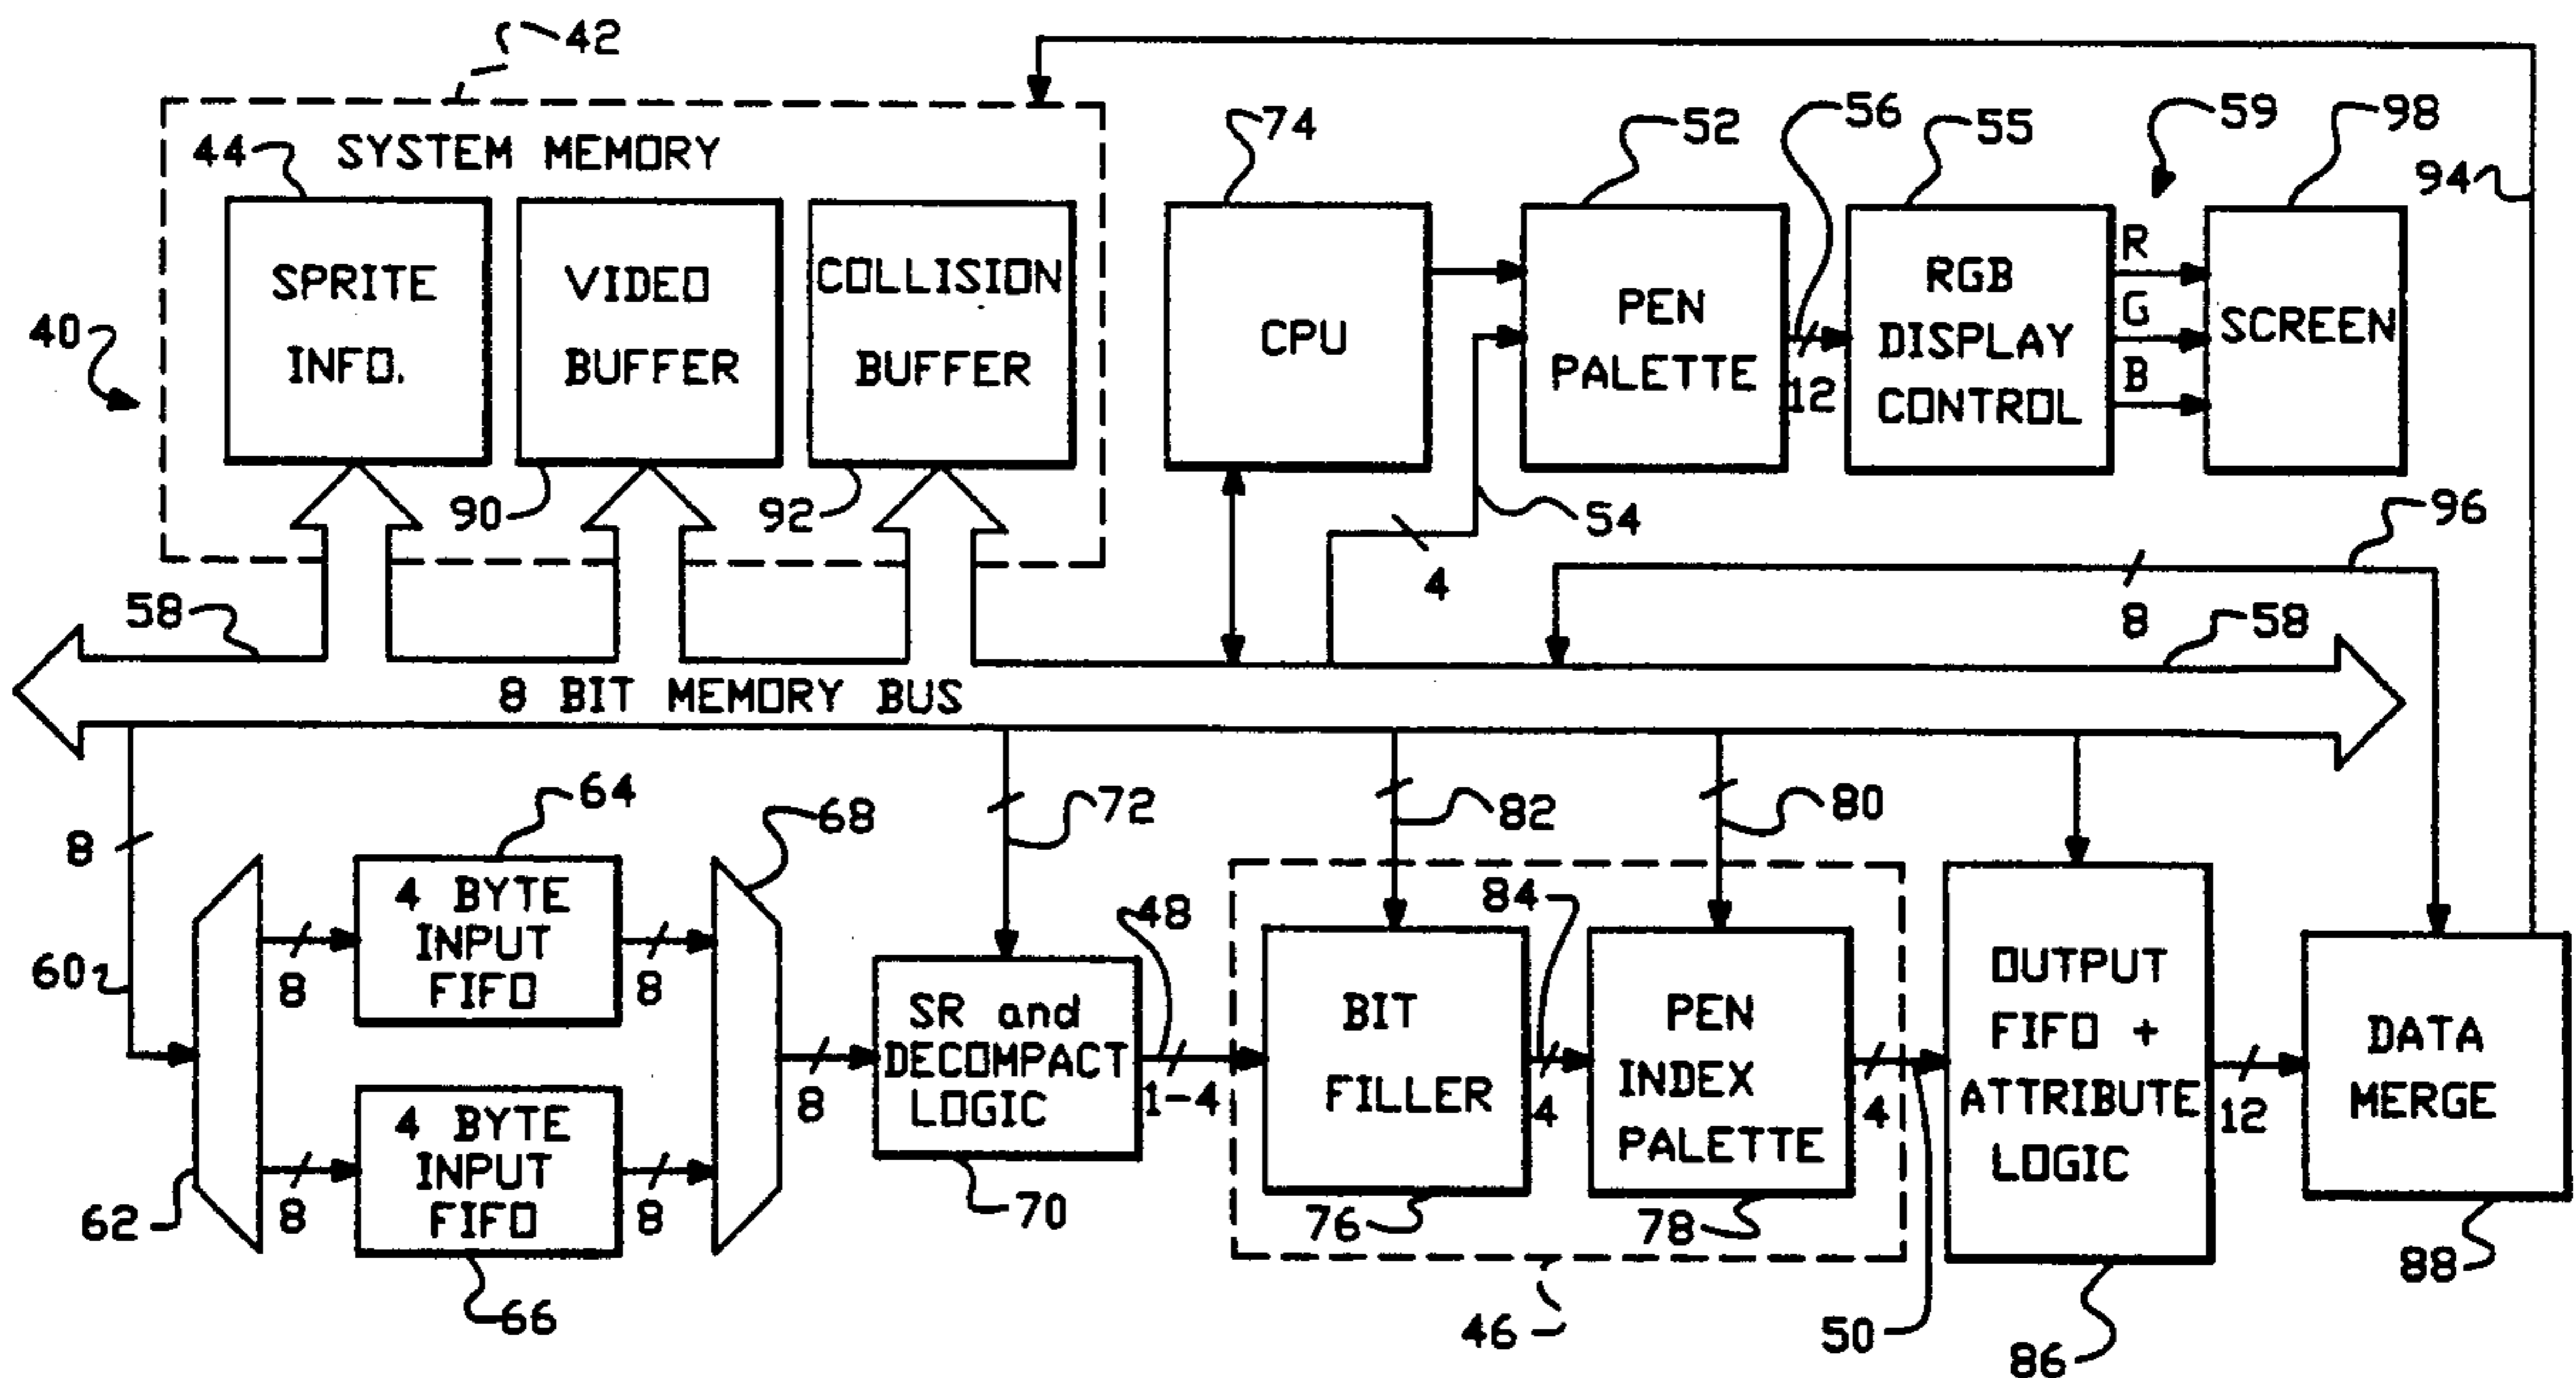 42
SYSTEM MEMORY
44
SPRITE
INFO.
VIDEO
BUFFER
COLLISION
BUFFER
90
92
40
74
CPU
52
PEN
PALETTE
56
12
55
RGB
DISPLAY
CONTROL
59
R
G
B
98
SCREEN
94
54
4
96
8
58
58
8 BIT MEMORY BUS
8
60
62
64
4 BYTE
INPUT
FIFO
8
8
4 BYTE
INPUT
FIFO
8
8
66
68
8
72
SR and
DECOMPACT
LOGIC
70
48
1-4
82
80
84
BIT
FILLER
76
4
PEN
INDEX
PALETTE
78
4
46
50
OUTPUT
FIFO +
ATTRIBUTE
LOGIC
86
12
DATA
MERGE
88